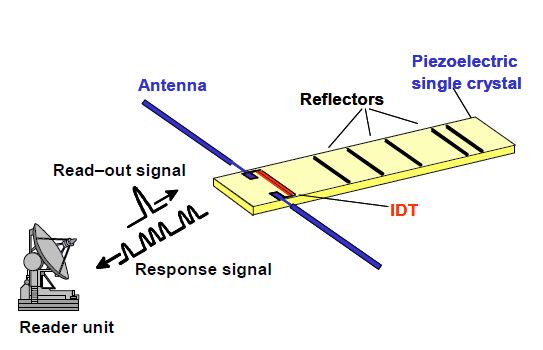 Piezoelectric
single crystal
Antenna
Reflectors
Read–out signal
IDT
Response signal
Reader unit